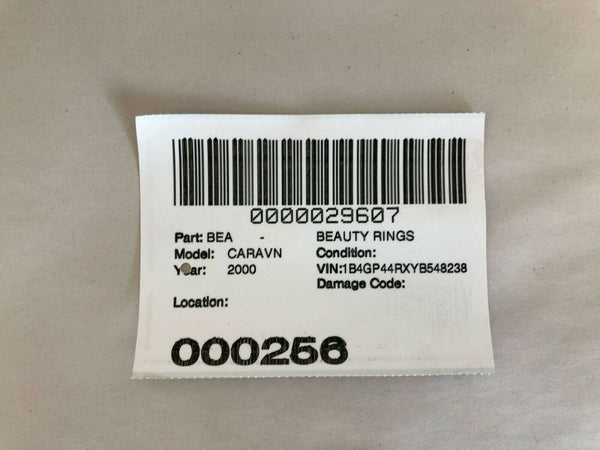 0000029607
Part: BEA - BEAUTY RINGS
Model: CARAVN Condition:
Year: 2000 VIN:1B4GP44RXYB548238
Damage Code:
Location:
000256